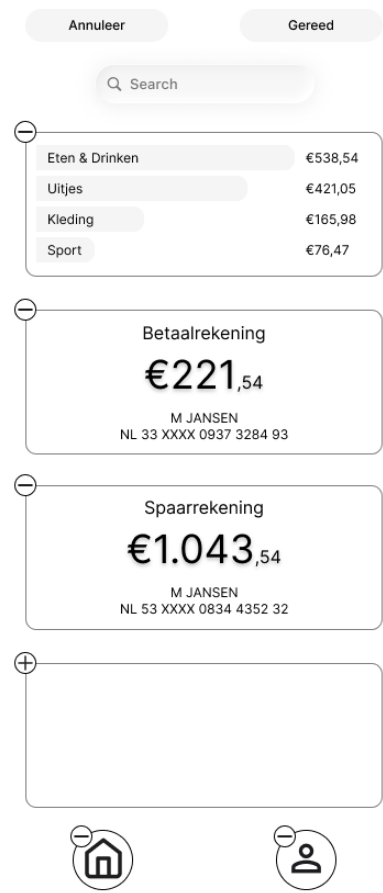 Annuleer Gereed
Search
Eten & Drinken €538,54
Uitjes €421,05
Kleding €165,98
Sport €76,47
Betaalrekening
€221,54
M JANSEN
NL 33 XXXX 0937 3284 93
Spaarrekening
€1.043,54
M JANSEN
NL 53 XXXX 0834 4352 32